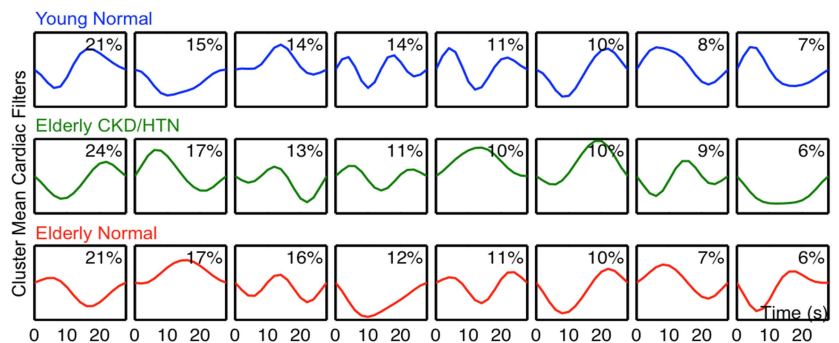 Young Normal
21% 15% 14% 14% 11% 10% 8% 7%
Cluster Mean Cardiac Filters
Elderly CKD/HTN
24% 17% 13% 11% 10% 10% 9% 6%
Elderly Normal
21% 17% 16% 12% 11% 10% 7% 6%
Time (s)
0 10 20 0 10 20 0 10 20 0 10 20 0 10 20 0 10 20 0 10 20 0 10 20